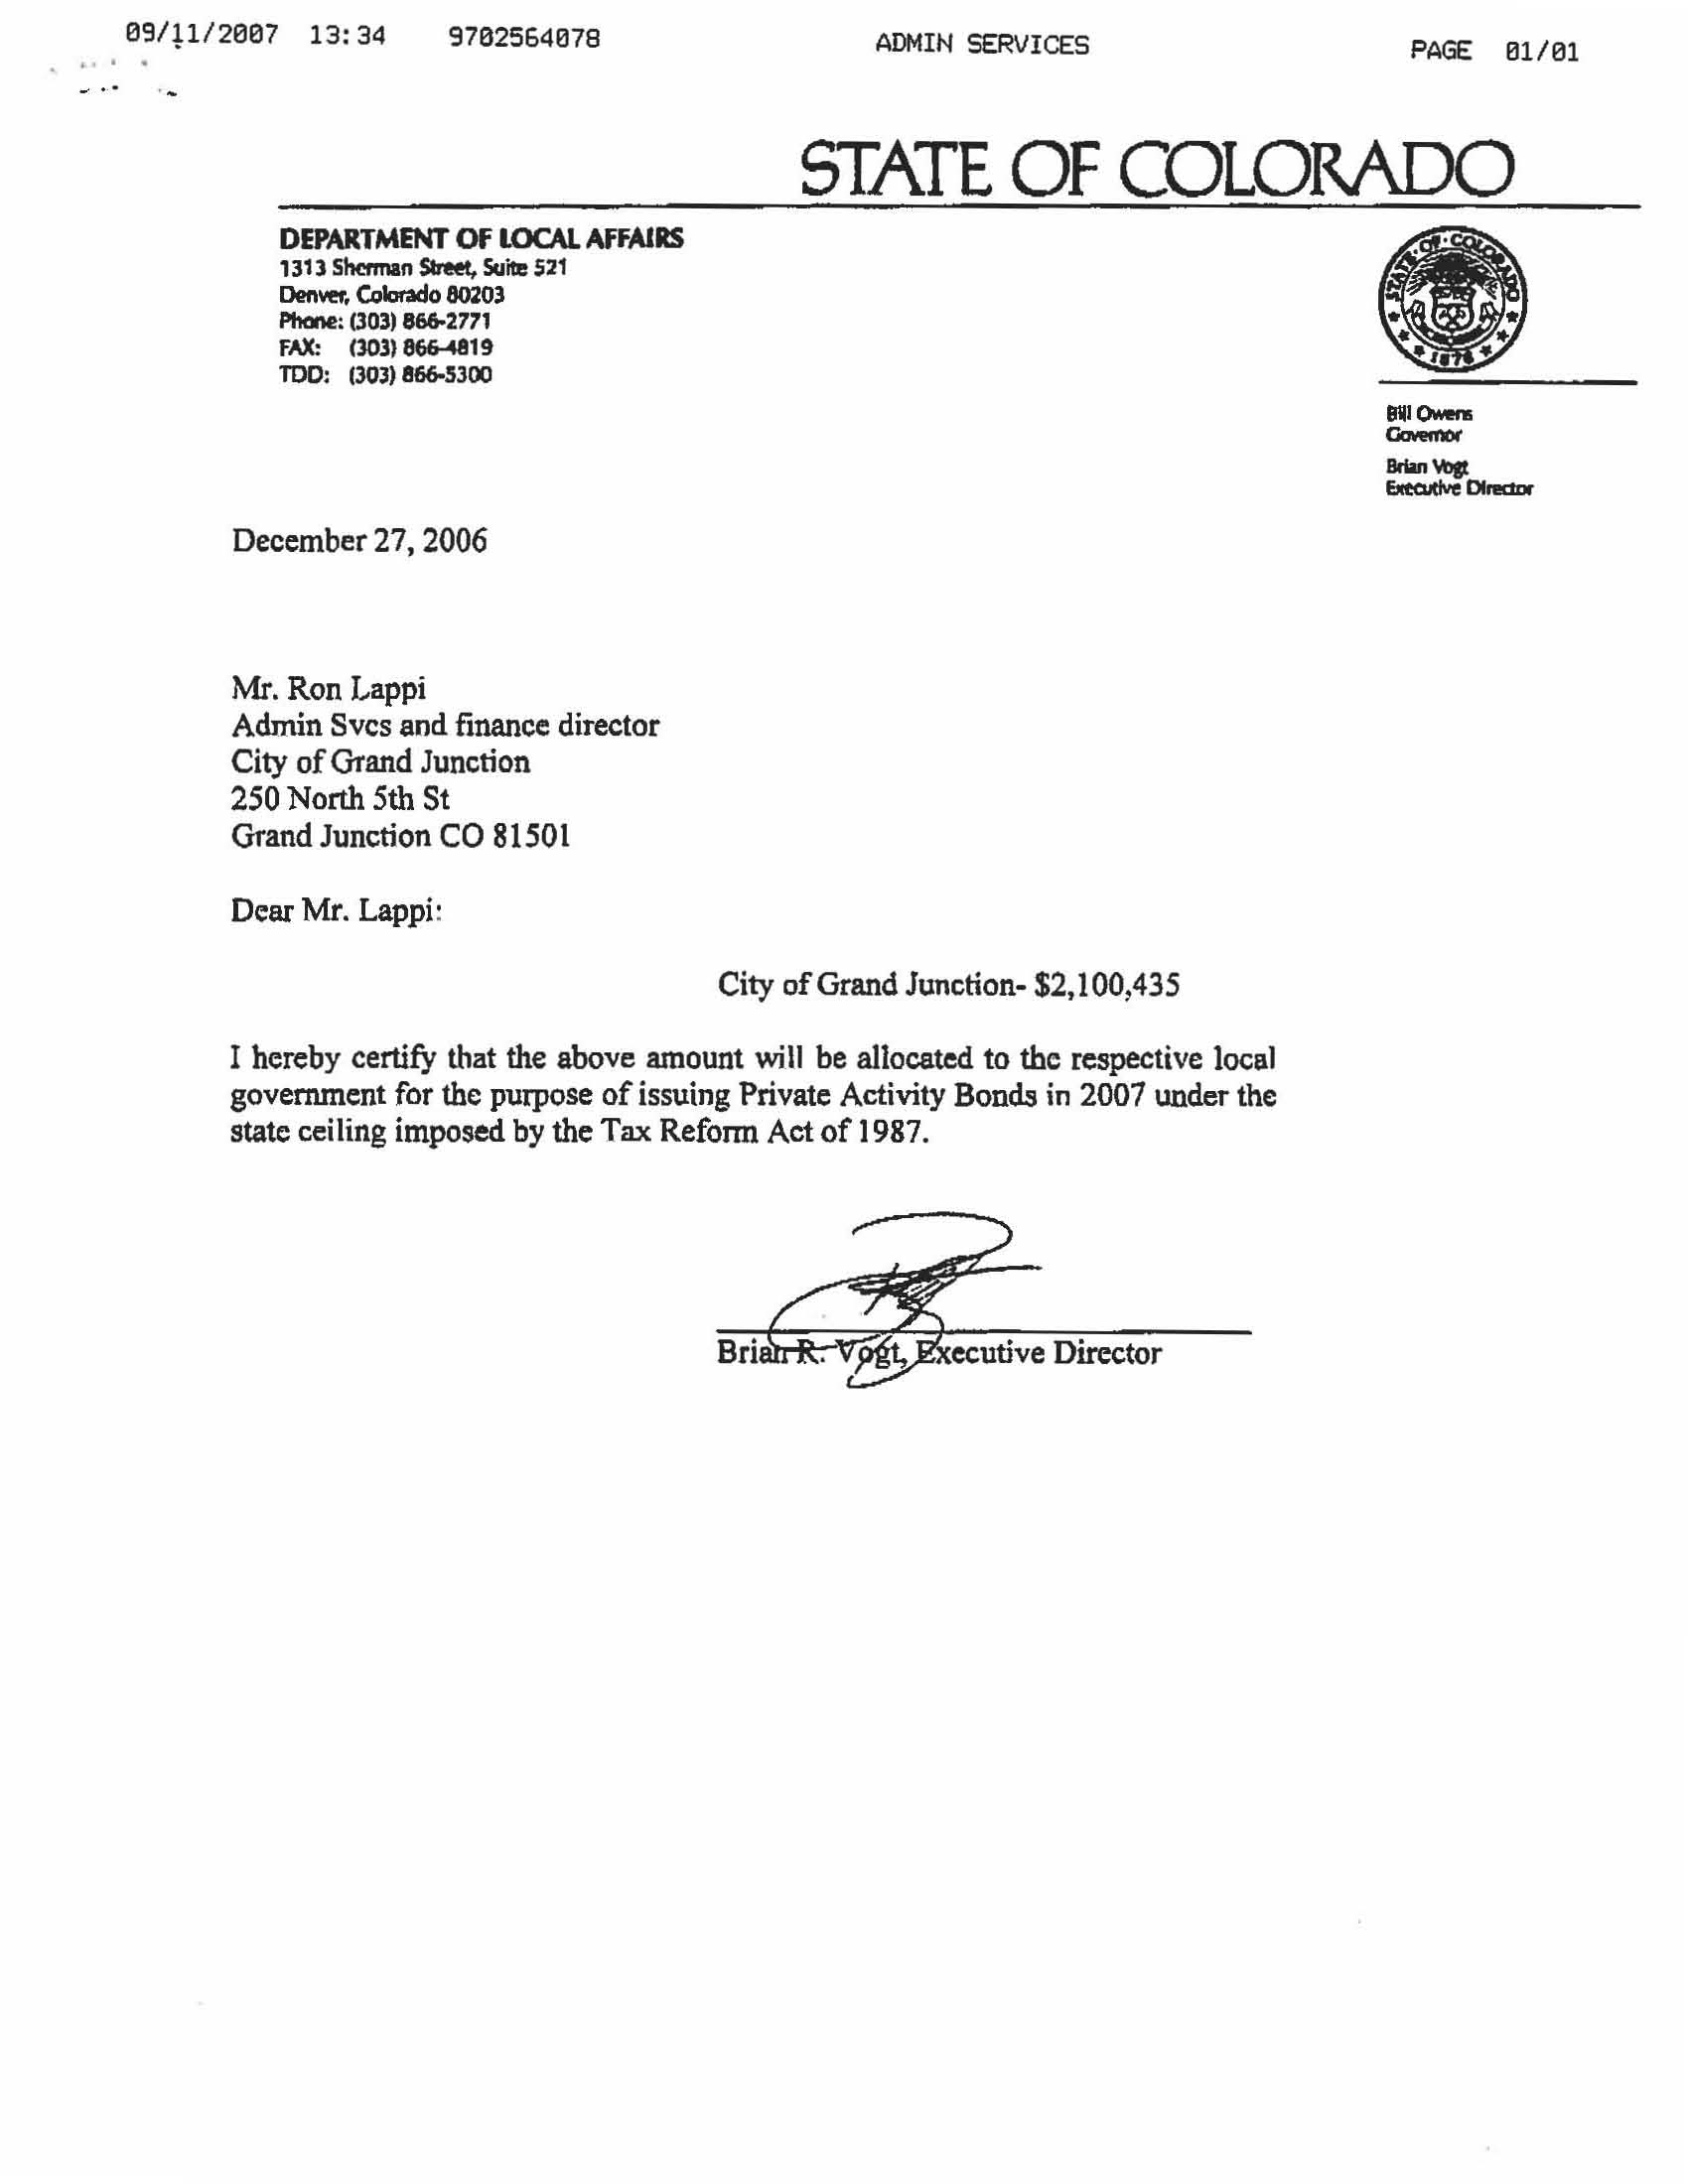 09/11/2007 13:34 9702564078 ADMIN SERVICES PAGE 01/01
STATE OF COLORADO
DEPARTMENT OF LOCAL AFFAIRS
1313 Sherman Street, Suite 521
Denver, Colorado 80203
Phone: (303) 866-2771
FAX: (303) 866-4819
TDD: (303) 866-5300
STATE·OF·COLORADO
1876
Bill Owens
Governor
Brian Vogt
Executive Director
December 27, 2006
Mr. Ron Lappi
Admin Svcs and finance director
City of Grand Junction
250 North 5th St
Grand Junction CO 81501
Dear Mr. Lappi:
City of Grand Junction- $2,100,435
I hereby certify that the above amount will be allocated to the respective local
government for the purpose of issuing Private Activity Bonds in 2007 under the
state ceiling imposed by the Tax Reform Act of 1987.
Brian R. Vogt, Executive Director